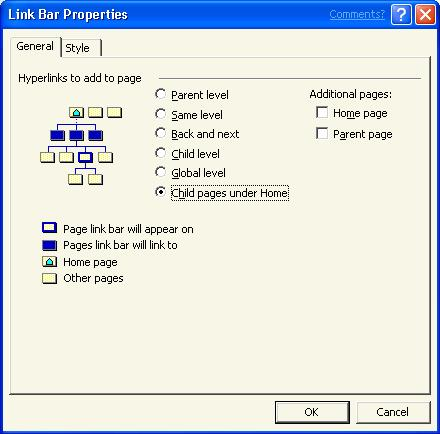 Link Bar Properties
Comments?
General
Style
Hyperlinks to add to page
Parent level
Same level
Back and next
Child level
Global level
Child pages under Home
Additional pages:
Home page
Parent page
Page link bar will appear on
Pages link bar will link to
Home page
Other pages
OK
Cancel